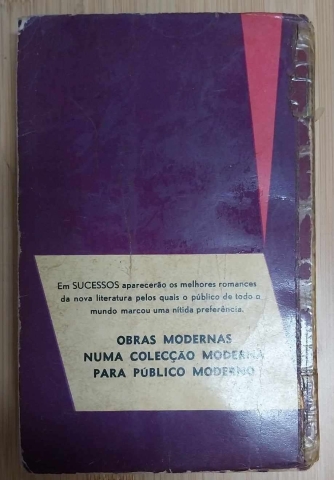 Em SUCESSOS aparecerão os melhores romances
da nova literatura pelos quais o público de todo o
mundo marcou uma nítida preferência.
OBRAS MODERNAS
NUMA COLECÇÃO MODERNA
PARA PÚBLICO MODERNO